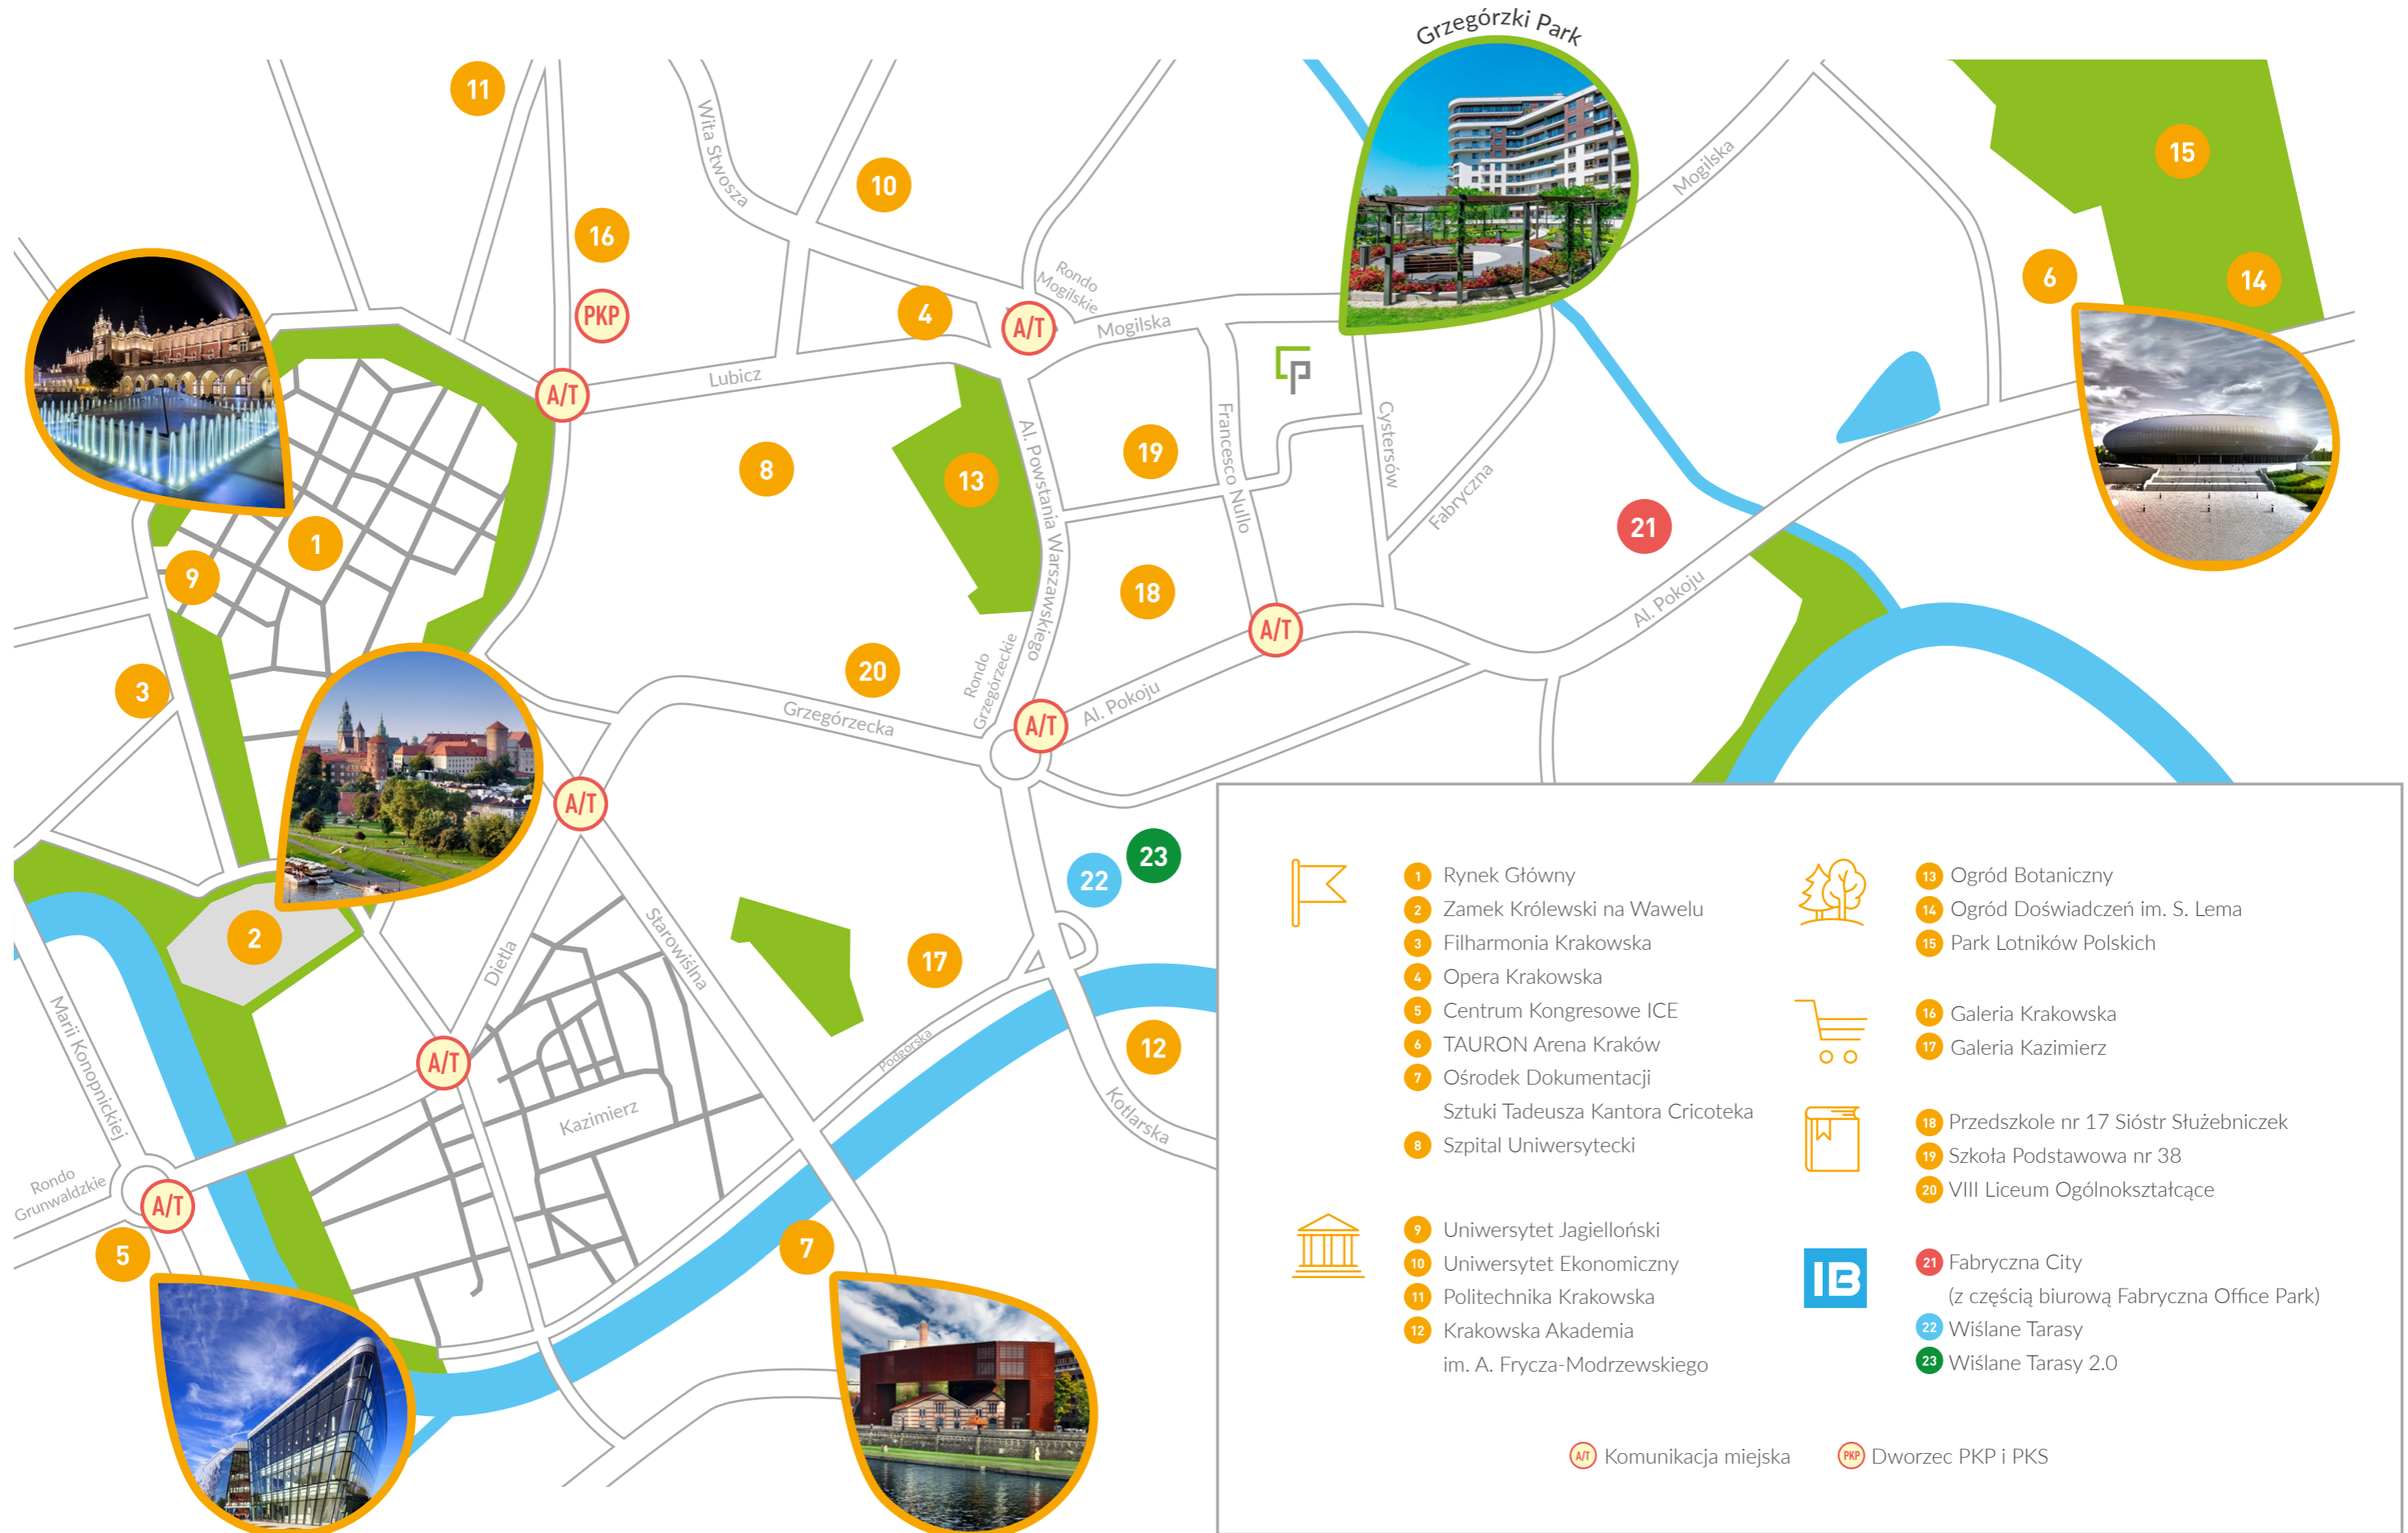 Grzegórzki Park
11
Wita Stwosza
10
Mogilska
15
16
6
14
Rondo
Mogilskie
PKP
4
A/T
Mogilska
A/T
Lubicz
Al. Powstania Warszawskiego
Francesco Nullo
Cystersów
19
8
13
Fabryczna
21
1
9
18
Al. Pokoju
A/T
20
Rondo
Grzegórzeckie
3
Al. Pokoju
Grzegórzecka
A/T
A/T
23
22
2
Starowiślna
Dietla
17
Marii Konopnickiej
Podgórska
12
A/T
Kotlarska
Kazimierz
Rondo
Grunwaldzkie
A/T
5
7
1 Rynek Główny
2 Zamek Królewski na Wawelu
3 Filharmonia Krakowska
4 Opera Krakowska
5 Centrum Kongresowe ICE
6 TAURON Arena Kraków
7 Ośrodek Dokumentacji
Sztuki Tadeusza Kantora Cricoteka
8 Szpital Uniwersytecki
9 Uniwersytet Jagielloński
10 Uniwersytet Ekonomiczny
11 Politechnika Krakowska
12 Krakowska Akademia
im. A. Frycza-Modrzewskiego
13 Ogród Botaniczny
14 Ogród Doświadczeń im. S. Lema
15 Park Lotników Polskich
16 Galeria Krakowska
17 Galeria Kazimierz
18 Przedszkole nr 17 Sióstr Służebniczek
19 Szkoła Podstawowa nr 38
20 VIII Liceum Ogólnokształcące
IB
21 Fabryczna City
(z częścią biurową Fabryczna Office Park)
22 Wiślane Tarasy
23 Wiślane Tarasy 2.0
A/T Komunikacja miejska
PKP Dworzec PKP i PKS